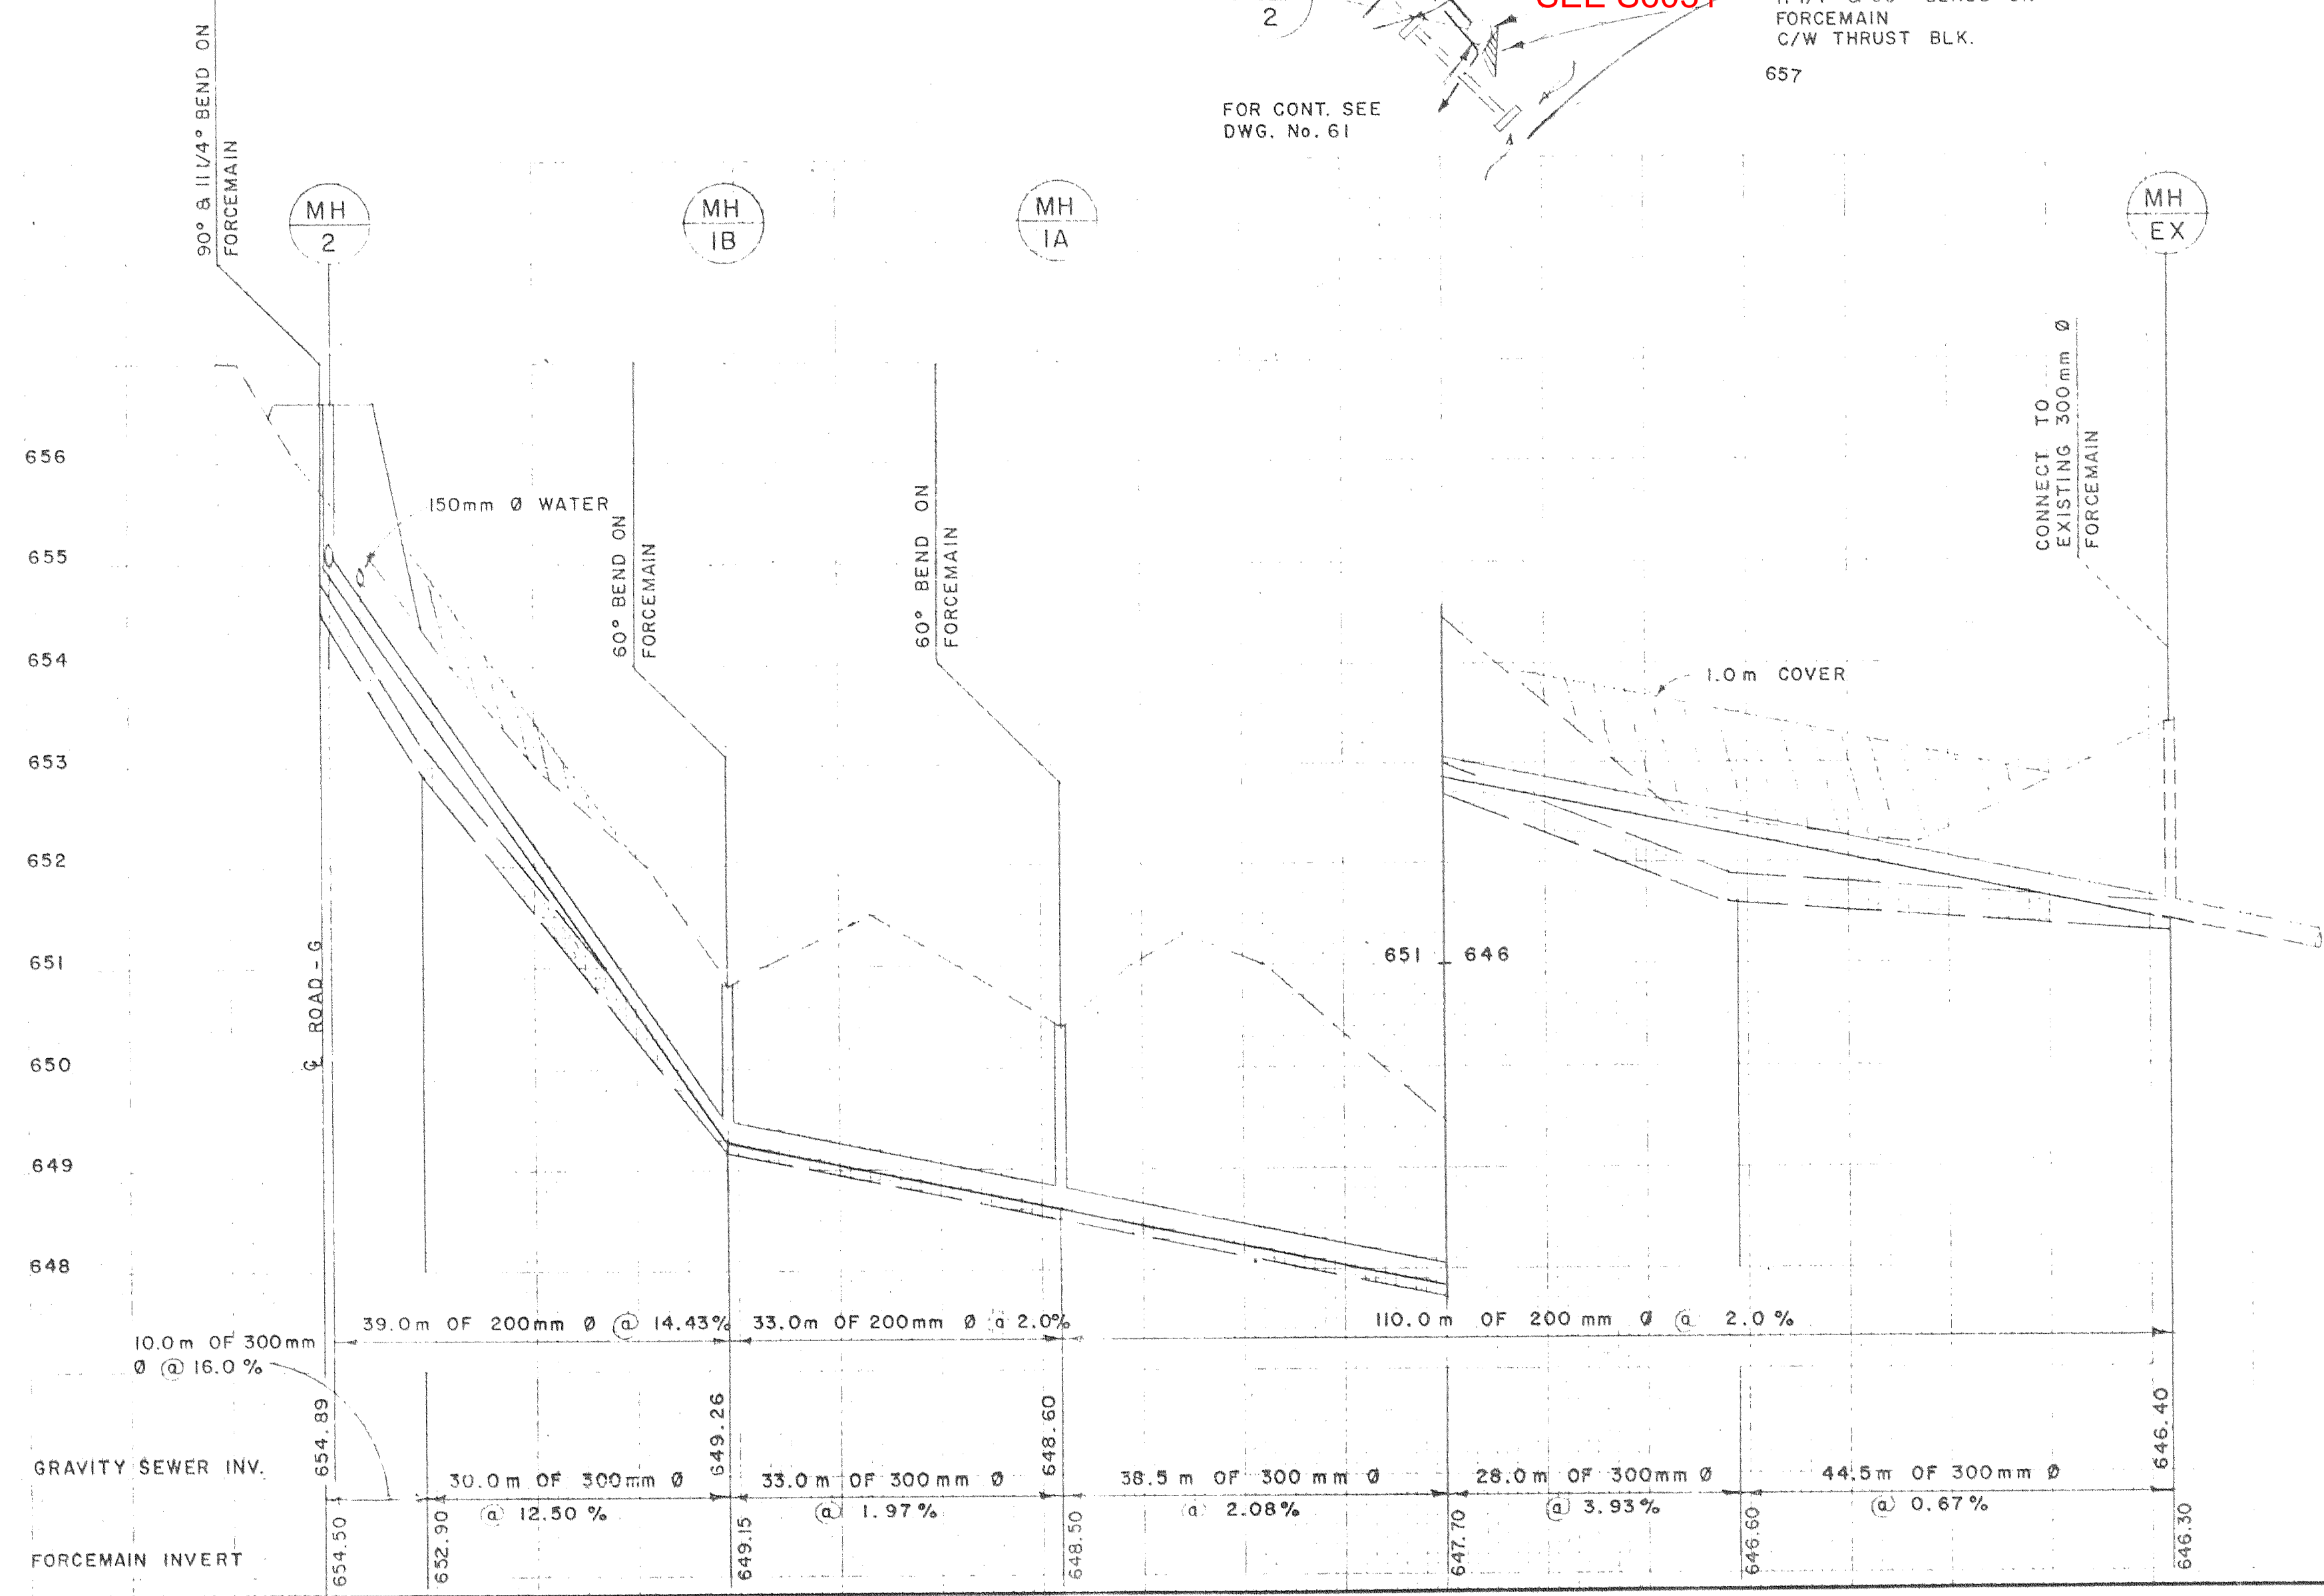 90° & 11 1/4° BEND ON
FORCEMAIN
2
SEE
FORCEMAIN
C/W THRUST BLK.
657
FOR CONT. SEE
DWG. No. 61
MH
2
MH
1B
MH
1A
MH
EX
656
655
654
653
652
651
650
649
648
150mm Ø WATER
60° BEND ON
FORCEMAIN
60° BEND ON
FORCEMAIN
CONNECT TO
EXISTING 300mm Ø
FORCEMAIN
1.0 m COVER
651 646
ROAD-G
39.0m OF 200mm Ø @ 14.43%
33.0m OF 200mm Ø @ 2.0%
110.0 m OF 200 mm Ø @ 2.0 %
10.0m OF 300mm
Ø @ 16.0 %
GRAVITY SEWER INV.
654.89
649.26
648.60
646.40
30.0m OF 300mm Ø
@ 12.50 %
33.0m OF 300mm Ø
@ 1.97%
38.5 m OF 300 mm Ø
@ 2.08%
28.0m OF 300mm Ø
@ 3.93%
44.5m OF 300mm Ø
@ 0.67%
FORCEMAIN INVERT
654.50
652.90
649.15
648.50
647.70
646.60
646.30